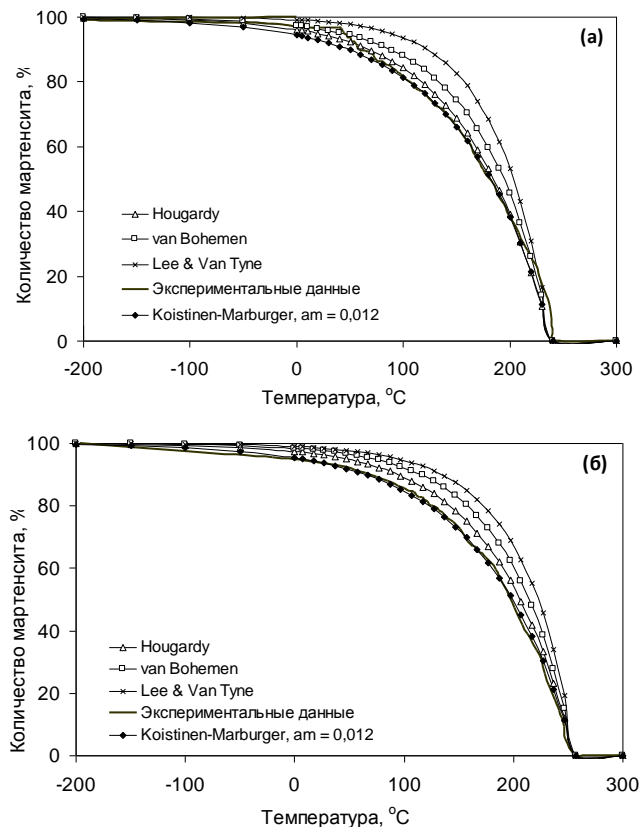 (а)
Количество мартенсита, %
100
80
60
40
20
0
Hougardy
van Bohemen
Lee & Van Tyne
Экспериментальные данные
Koistinen-Marburger, am = 0,012
-200 -100 0 100 200 300
Температура, °C
(б)
Количество мартенсита, %
100
80
60
40
20
0
Hougardy
van Bohemen
Lee & Van Tyne
Экспериментальные данные
Koistinen-Marburger, am = 0,012
-200 -100 0 100 200 300
Температура, °C